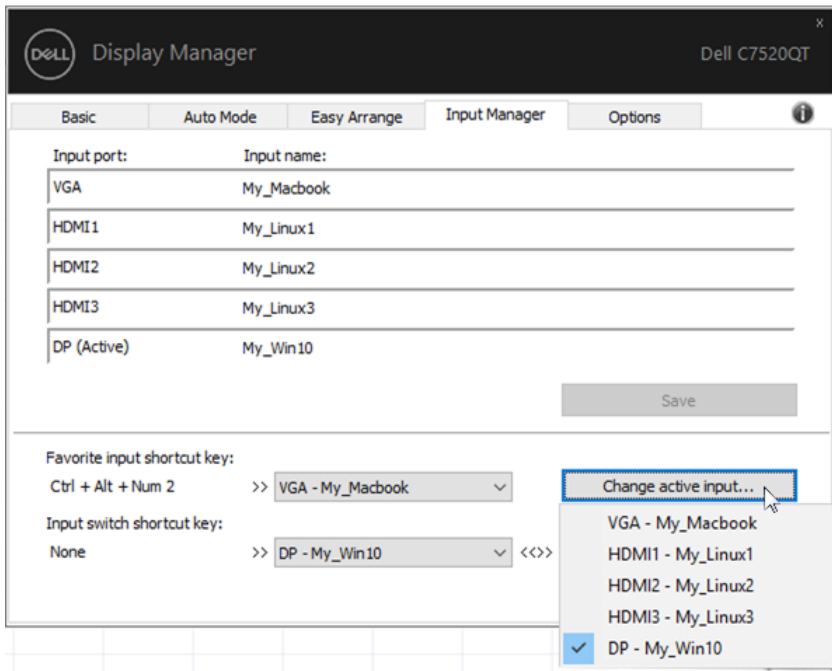 x
DELL Display Manager Dell C7520QT
Basic Auto Mode Easy Arrange Input Manager Options i
Input port: Input name:
VGA My_Macbook
HDMI1 My_Linux1
HDMI2 My_Linux2
HDMI3 My_Linux3
DP (Active) My_Win10
Save
Favorite input shortcut key:
Ctrl + Alt + Num 2 >> VGA - My_Macbook Change active input...
Input switch shortcut key:
None >> DP - My_Win10 <<>>
VGA - My_Macbook
HDMI1 - My_Linux1
HDMI2 - My_Linux2
HDMI3 - My_Linux3
DP - My_Win10